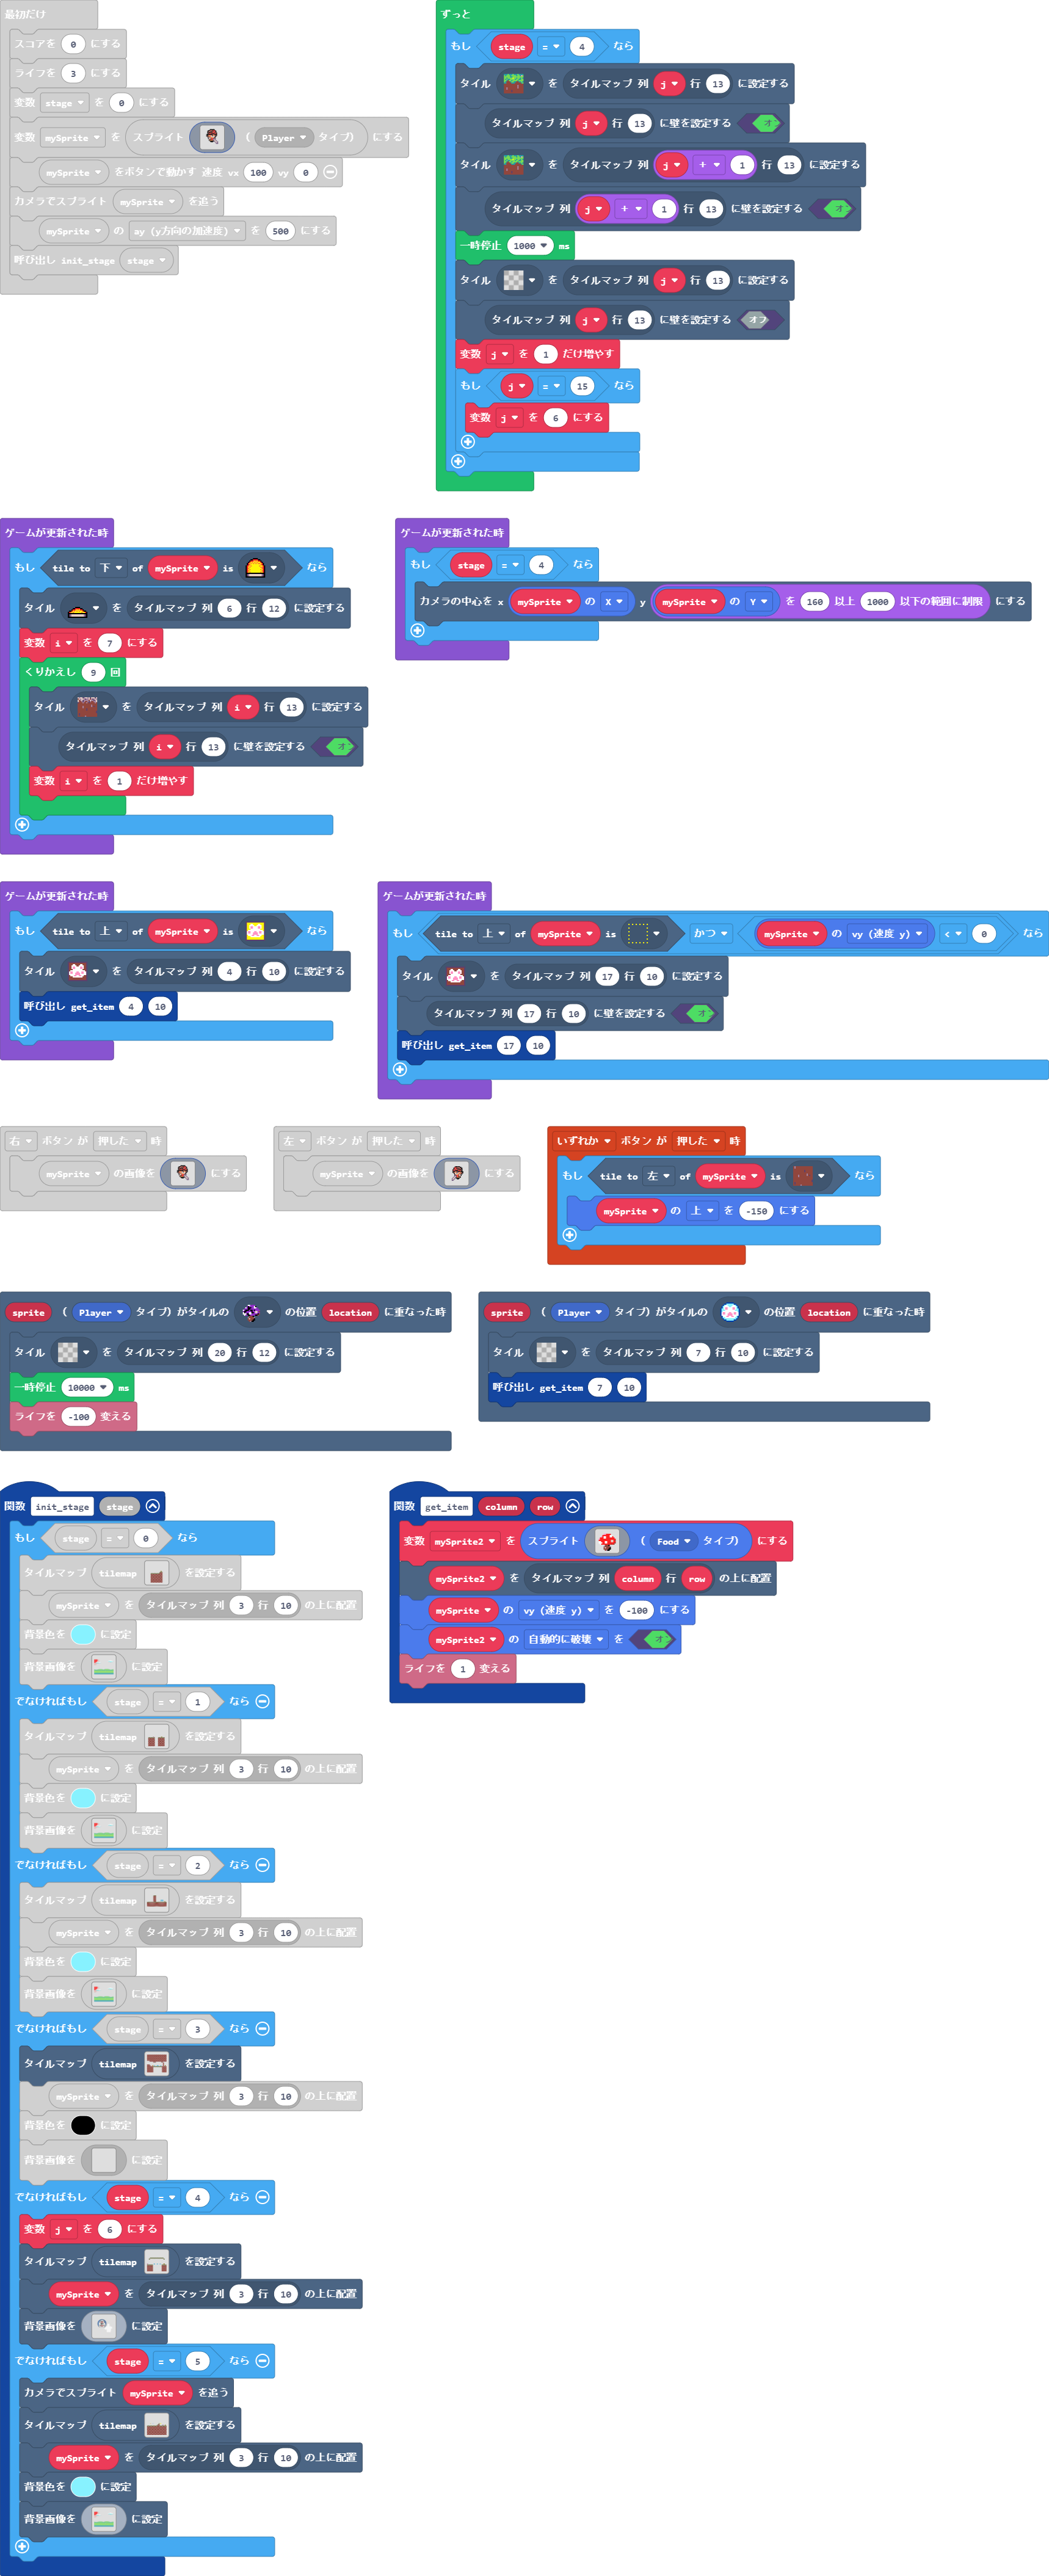 最初だけ
スコアを 0 にする
ライフを 3 にする
変数 stage を 0 にする
変数 mySprite を スプライト ( Player タイプ) にする
mySprite をボタンで動かす 速度 vx 100 vy 0
カメラでスプライト mySprite を追う
mySprite の ay (y方向の加速度) を 500 にする
呼び出し init_stage stage
ずっと
もし stage = 4 なら
タイル を タイルマップ 列 j 行 13 に設定する
タイルマップ 列 j 行 13 に壁を設定する オ
タイル を タイルマップ 列 j + 1 行 13 に設定する
タイルマップ 列 j + 1 行 13 に壁を設定する オ
一時停止 1000 ms
タイル を タイルマップ 列 j 行 13 に設定する
タイルマップ 列 j 行 13 に壁を設定する オフ
変数 j を 1 だけ増やす
もし j = 15 なら
変数 j を 6 にする
ゲームが更新された時
もし tile to 下 of mySprite is なら
タイル を タイルマップ 列 6 行 12 に設定する
変数 i を 7 にする
くりかえし 9 回
タイル を タイルマップ 列 i 行 13 に設定する
タイルマップ 列 i 行 13 に壁を設定する オ
変数 i を 1 だけ増やす
ゲームが更新された時
もし stage = 4 なら
カメラの中心を x mySprite の X y mySprite の Y を 160 以上 1000 以下の範囲に制限 にする
ゲームが更新された時
もし tile to 上 of mySprite is なら
タイル を タイルマップ 列 4 行 10 に設定する
呼び出し get_item 4 10
ゲームが更新された時
もし tile to 上 of mySprite is かつ mySprite の vy (速度 y) < 0 なら
タイル を タイルマップ 列 17 行 10 に設定する
タイルマップ 列 17 行 10 に壁を設定する オ
呼び出し get_item 17 10
右 ボタン が 押した 時
mySprite の画像を にする
左 ボタン が 押した 時
mySprite の画像を にする
いずれか ボタン が 押した 時
もし tile to 左 of mySprite is なら
mySprite の 上 を -150 にする
sprite ( Player タイプ) がタイルの の位置 location に重なった時
タイル を タイルマップ 列 20 行 12 に設定する
一時停止 10000 ms
ライフを -100 変える
sprite ( Player タイプ) がタイルの の位置 location に重なった時
タイル を タイルマップ 列 7 行 10 に設定する
呼び出し get_item 7 10
関数 init_stage stage
もし stage = 0 なら
タイルマップ tilemap を設定する
mySprite を タイルマップ 列 3 行 10 の上に配置
背景色を に設定
背景画像を に設定
でなければもし stage = 1 なら
タイルマップ tilemap を設定する
mySprite を タイルマップ 列 3 行 10 の上に配置
背景色を に設定
背景画像を に設定
でなければもし stage = 2 なら
タイルマップ tilemap を設定する
mySprite を タイルマップ 列 3 行 10 の上に配置
背景色を に設定
背景画像を に設定
でなければもし stage = 3 なら
タイルマップ tilemap を設定する
mySprite を タイルマップ 列 3 行 10 の上に配置
背景色を に設定
背景画像を に設定
でなければもし stage = 4 なら
変数 j を 6 にする
タイルマップ tilemap を設定する
mySprite を タイルマップ 列 3 行 10 の上に配置
背景画像を に設定
でなければもし stage = 5 なら
カメラでスプライト mySprite を追う
タイルマップ tilemap を設定する
mySprite を タイルマップ 列 3 行 10 の上に配置
背景色を に設定
背景画像を に設定
関数 get_item column row
変数 mySprite2 を スプライト ( Food タイプ) にする
mySprite2 を タイルマップ 列 column 行 row の上に配置
mySprite の vy (速度 y) を -100 にする
mySprite2 の 自動的に破壊 を オ
ライフを 1 変える